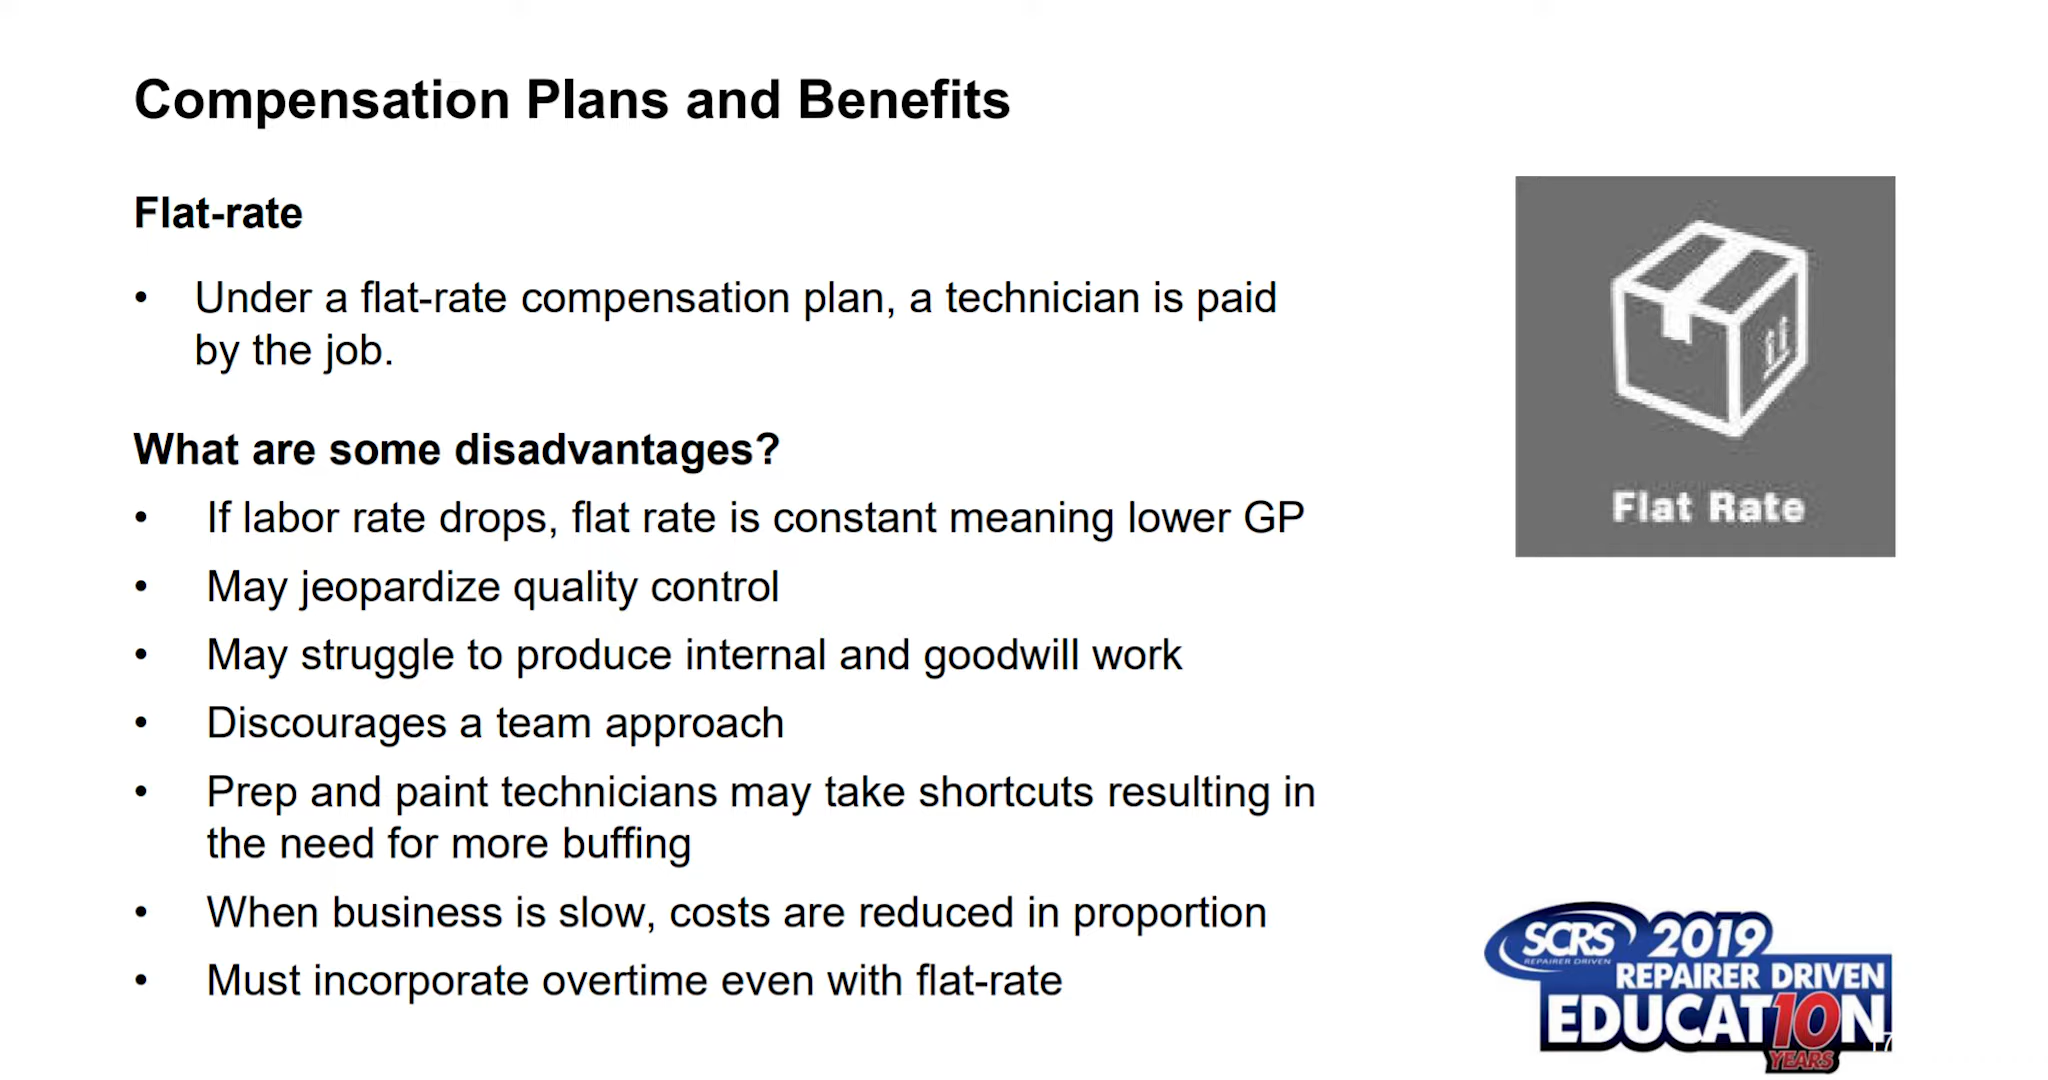 Compensation Plans and Benefits
Flat-rate
• Under a flat-rate compensation plan, a technician is paid
by the job.
What are some disadvantages?
• If labor rate drops, flat rate is constant meaning lower GP
• May jeopardize quality control
• May struggle to produce internal and goodwill work
• Discourages a team approach
• Prep and paint technicians may take shortcuts resulting in
the need for more buffing
• When business is slow, costs are reduced in proportion
• Must incorporate overtime even with flat-rate
Flat Rate
SCRS 2019
REPAIRER DRIVEN
REPAIRER DRIVEN
EDUCAT10N
YEARS
17